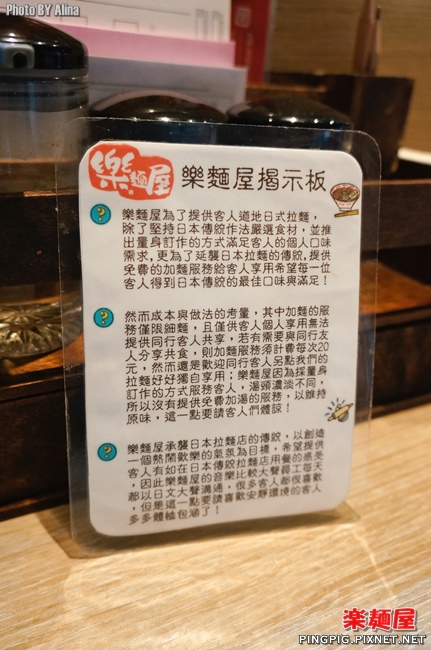 Photo BY Alina
樂麵屋
樂麵屋揭示板
樂麵屋為了提供客人道地日式拉麵，
除了堅持日本傳統作法嚴選食材，並推
出量身訂作的方式滿足客人的個人口味
需求，更為了延襲日本拉麵的傳統，提供
免費的加麵服務給客人享用希望每一位
客人得到日本傳統的最佳口味與滿足！
然而成本與做法的考量，其中加麵的服
務僅限細麵，且僅供客人個人享用無法
提供同行客人共享，若有需要與同行友
人分享共食，則加麵服務須計費每次20
元，然而還是歡迎同行客人另點我們的
拉麵好好獨自享用；樂麵屋因為採量身
訂作的方式服務客人，湯頭濃淡不同，
所以沒有提供免費加湯的服務，以維持
原味，這一點要請客人們體諒！
樂麵屋承襲日本拉麵店的傳統，以創造
一個熱鬧歡樂的氣氛為目標，希望提供
客人有如在日本傳統拉麵店用餐的感受
因此樂麵屋的音樂比較大聲員工每天
都以日文大聲溝通，很多客人都很喜歡
，但是這一點要請喜歡安靜環境的客人
多多體帖包涵了！
楽麺屋
PINGPIG.PIXNET.NET